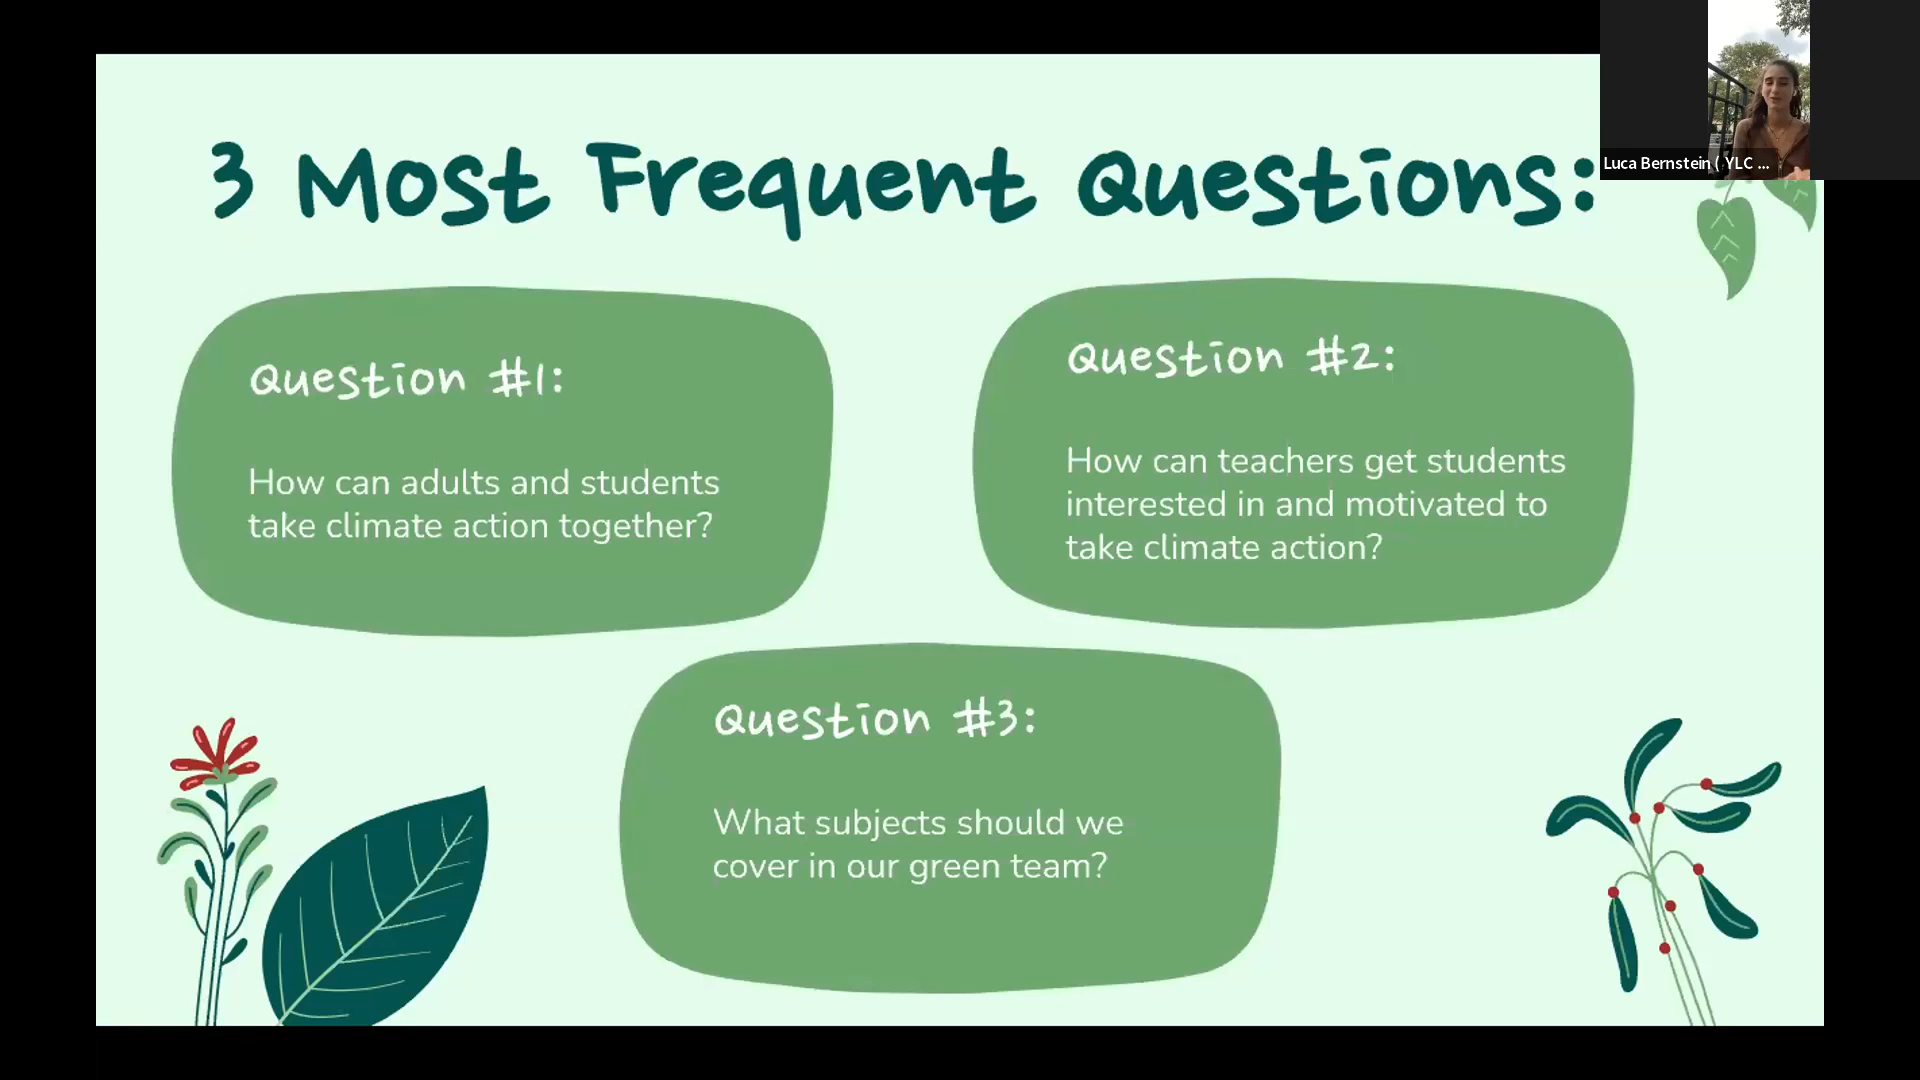 3 Most Frequent Questions:
Luca Bernstein ( YLC ...
Question #1:
How can adults and students
take climate action together?
Question #2:
How can teachers get students
interested in and motivated to
take climate action?
Question #3:
What subjects should we
cover in our green team?